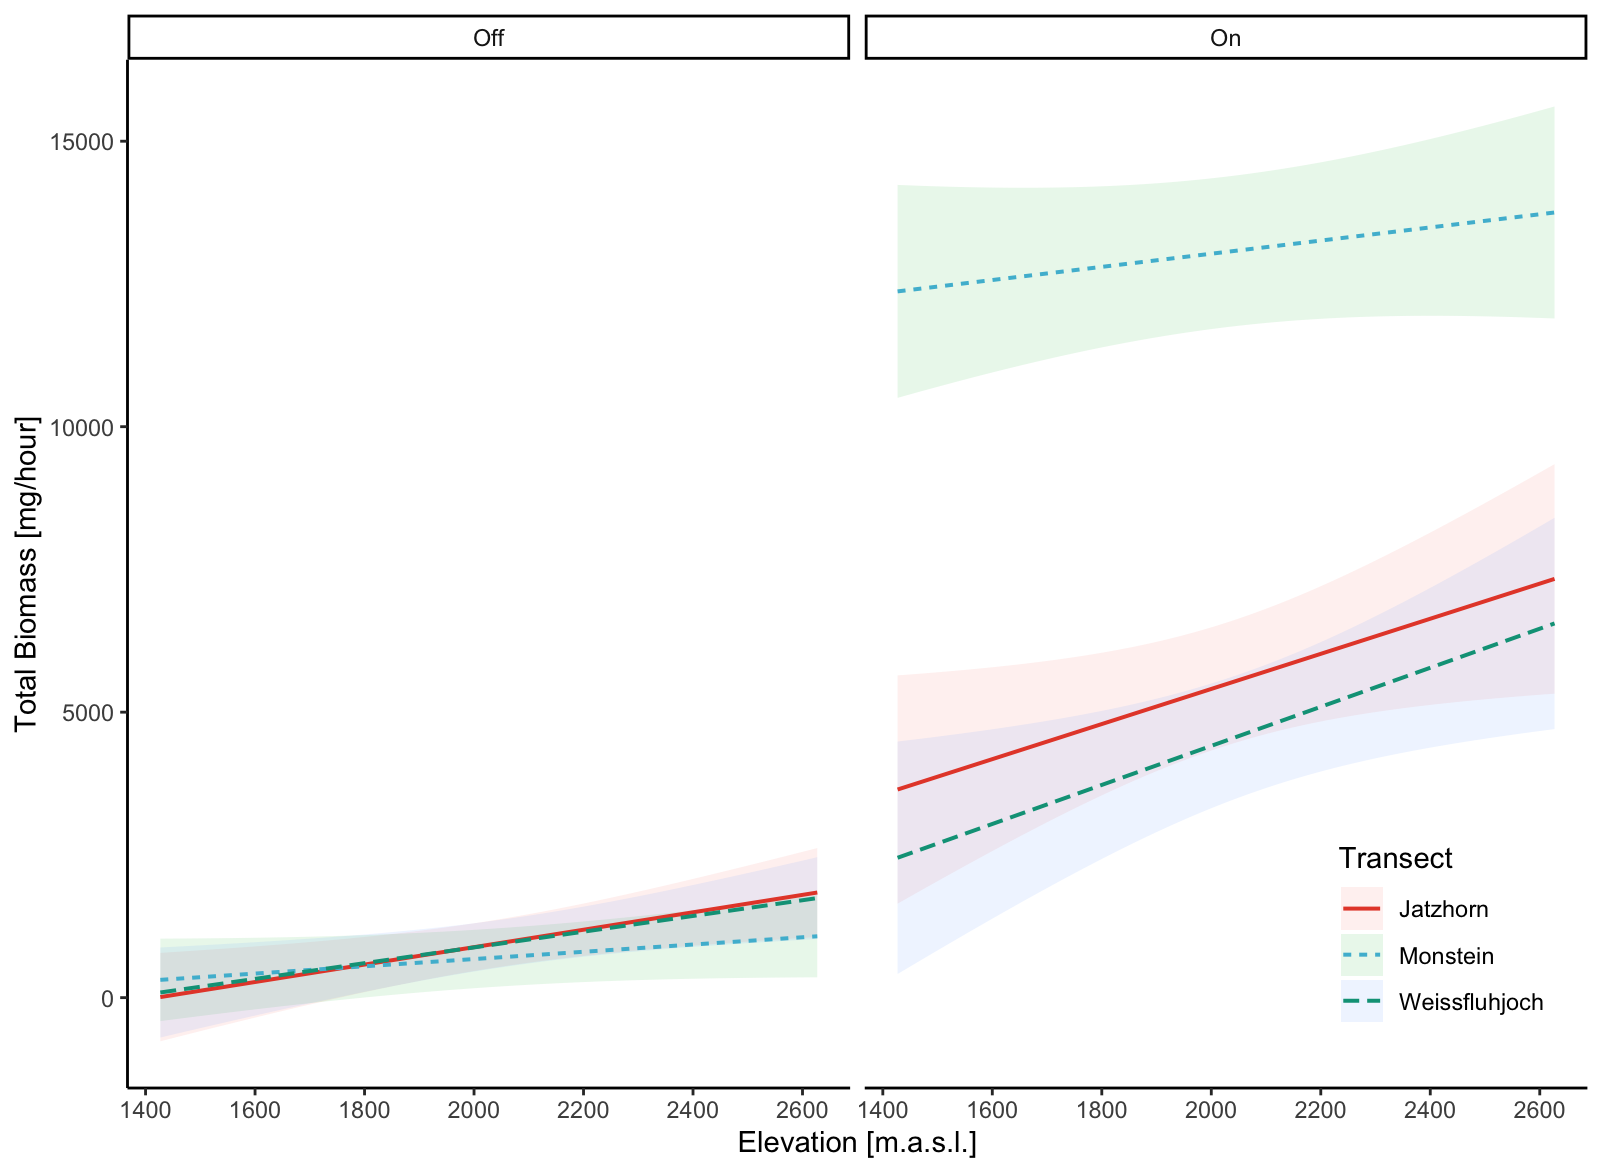 Off
On
Total Biomass [mg/hour]
15000
10000
5000
0
Transect
Jatzhorn
Monstein
Weissfluhjoch
1400 1600 1800 2000 2200 2400 2600
1400 1600 1800 2000 2200 2400 2600
Elevation [m.a.s.l.]